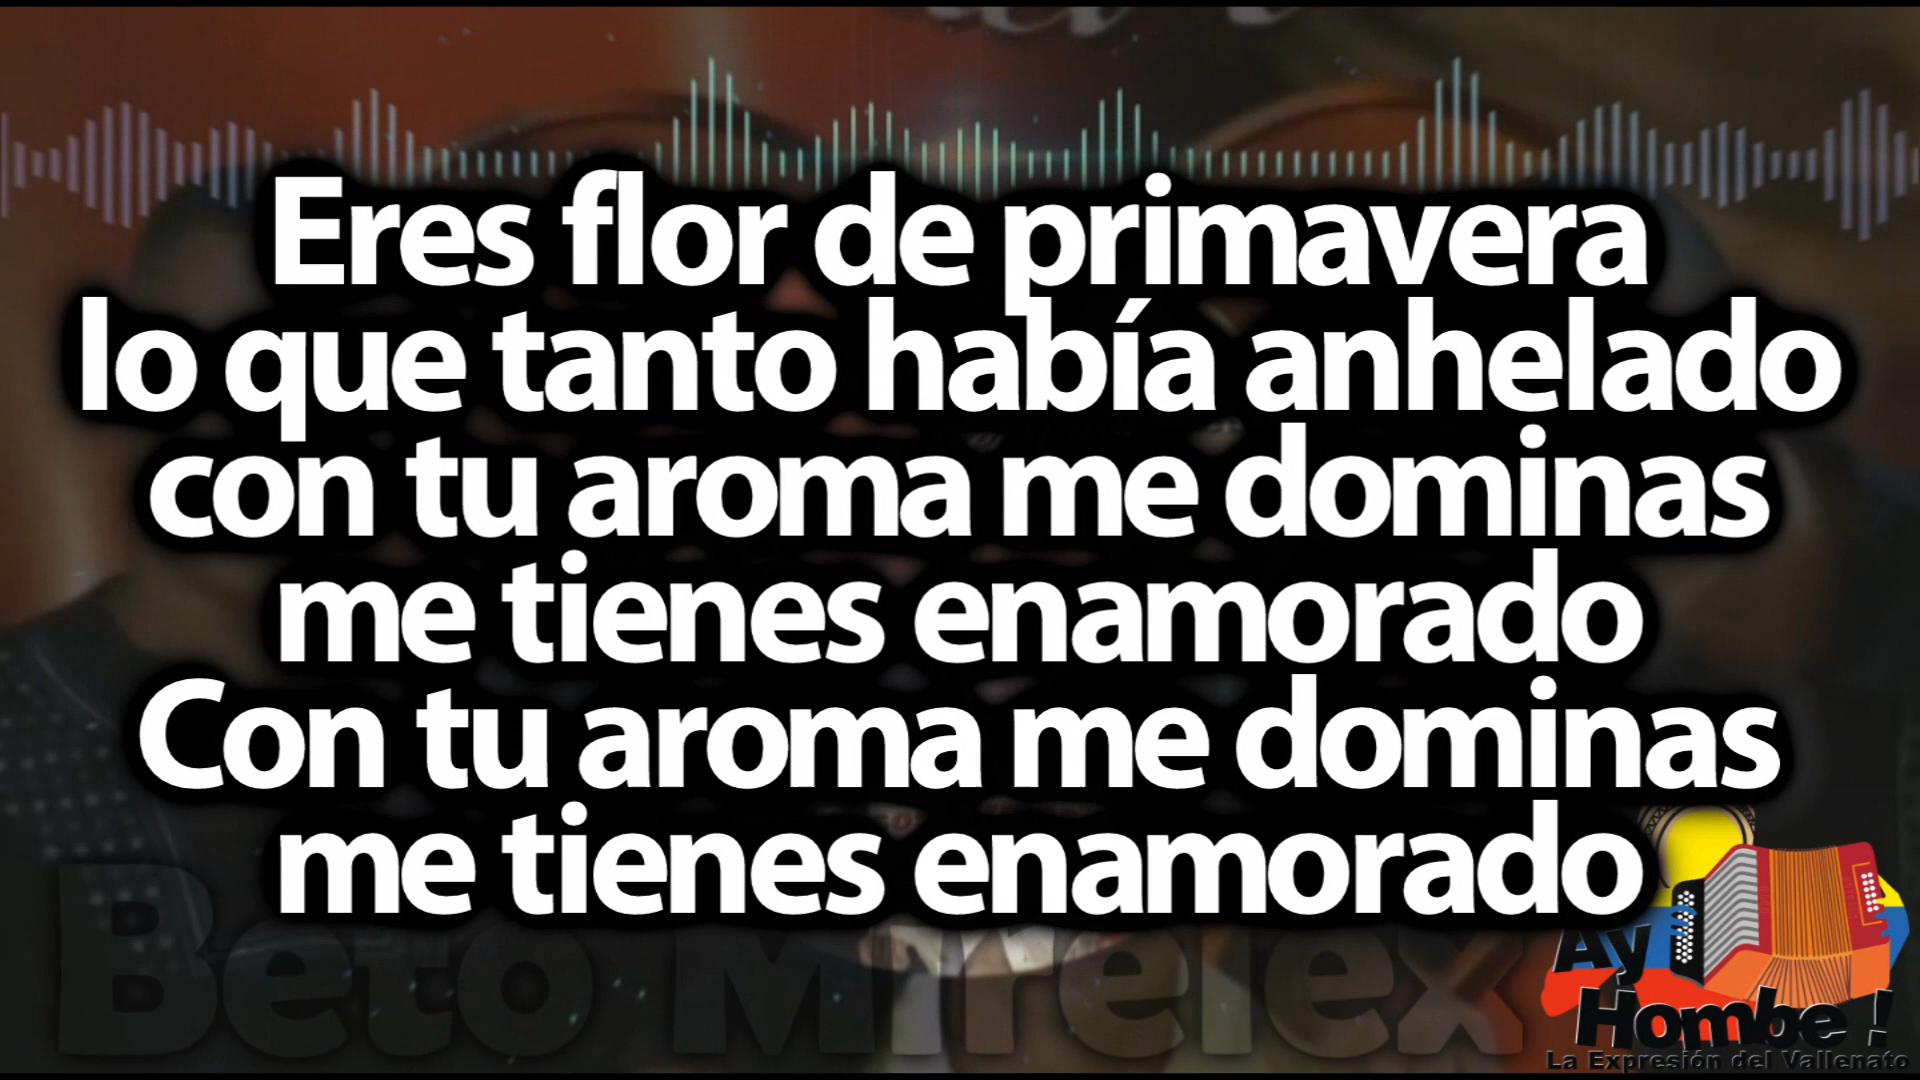 Eres flor de primavera
lo que tanto había anhelado
con tu aroma me dominas
me tienes enamorado
Con tu aroma me dominas
me tienes enamorado
Beto Mirelex
Ay
Hombe !
La Expresión del Vallenato